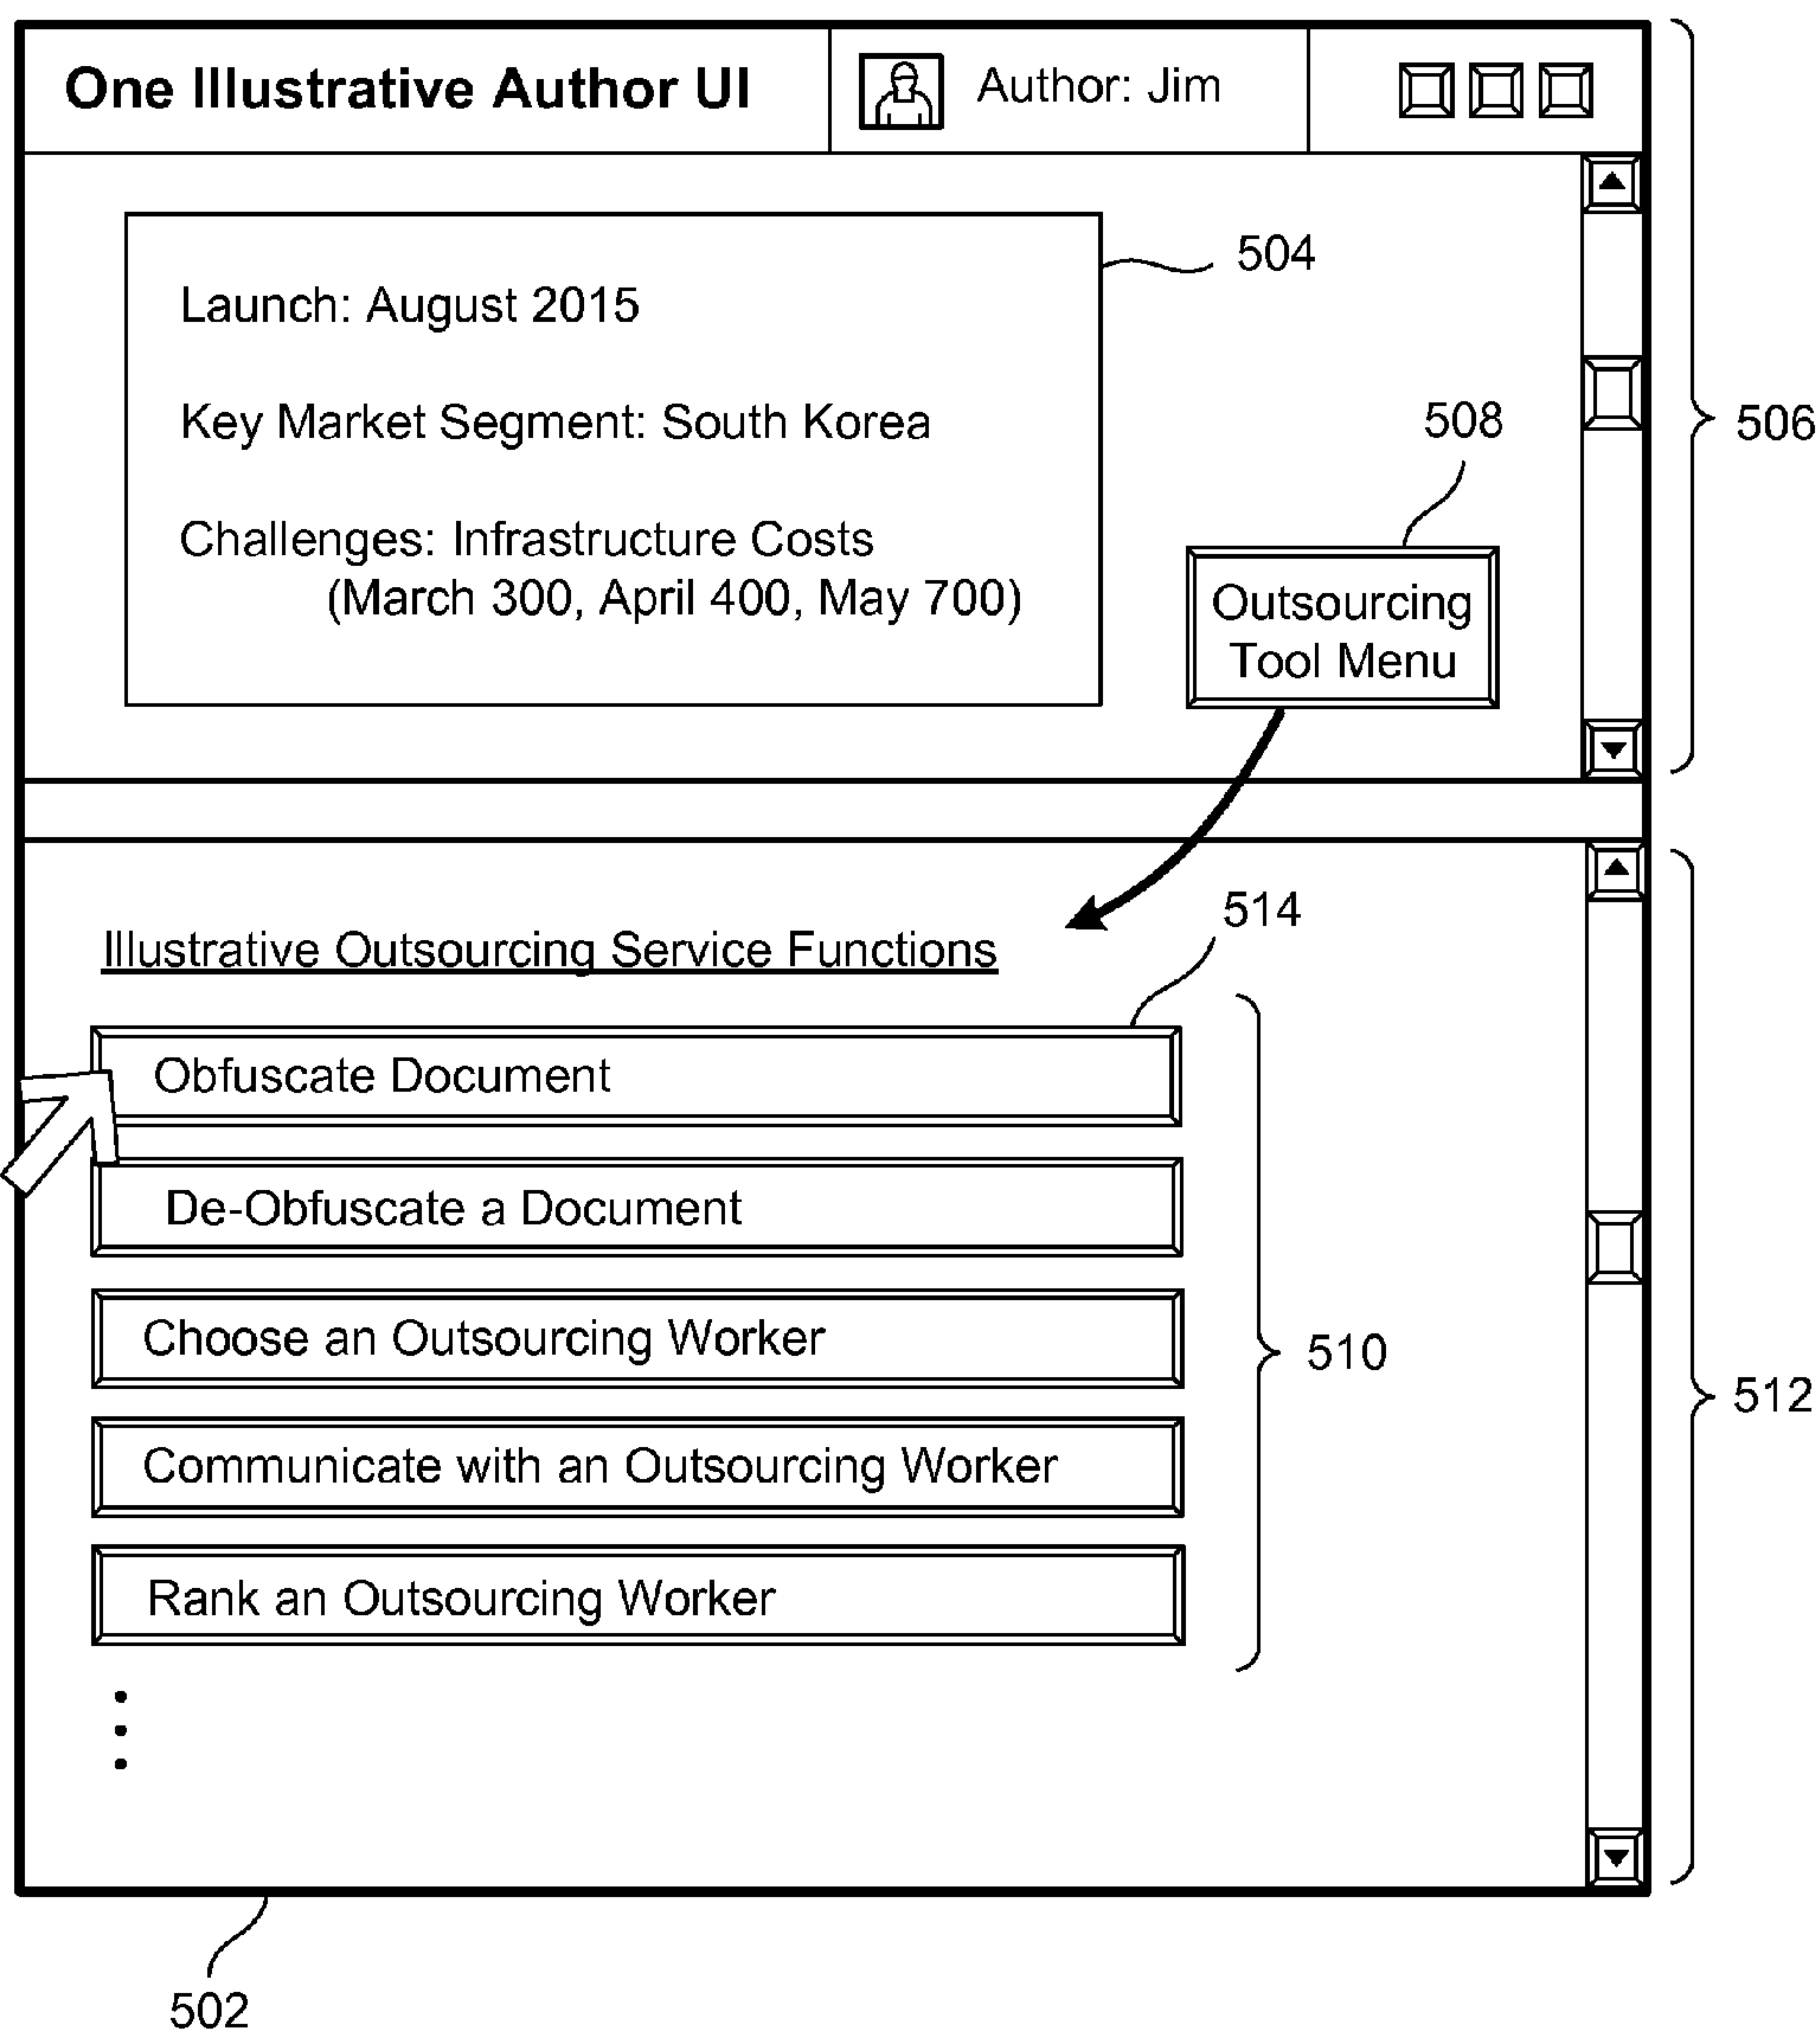 One Illustrative Author UI
Author: Jim
504
Launch: August 2015
Key Market Segment: South Korea
Challenges: Infrastructure Costs
(March 300, April 400, May 700)
508
506
Outsourcing
Tool Menu
514
Illustrative Outsourcing Service Functions
Obfuscate Document
De-Obfuscate a Document
Choose an Outsourcing Worker
510
512
Communicate with an Outsourcing Worker
Rank an Outsourcing Worker
502